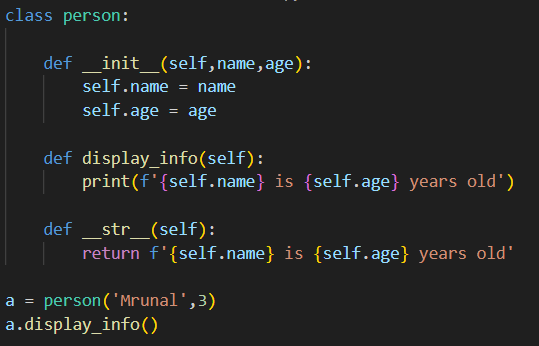 class person:
    def __init__(self,name,age):
        self.name = name
        self.age = age
    def display_info(self):
        print(f'{self.name} is {self.age} years old')
    def __str__(self):
        return f'{self.name} is {self.age} years old'
a = person('Mrunal',3)
a.display_info()